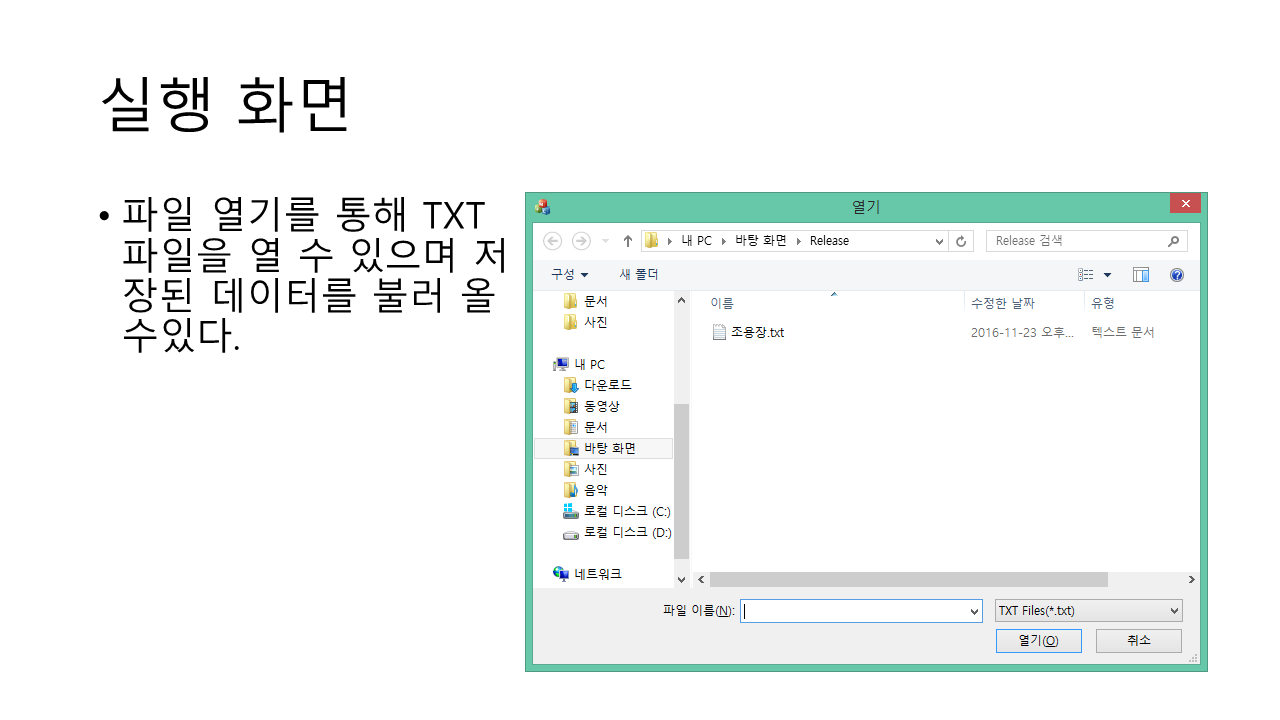 실행 화면
• 파일 열기를 통해 TXT
파일을 열 수 있으며 저
장된 데이터를 불러 올
수있다.
열기
내 PC 바탕 화면 Release
Release 검색
구성 새 폴더
문서
사진
내 PC
다운로드
동영상
문서
바탕 화면
사진
음악
로컬 디스크 (C:)
로컬 디스크 (D:)
네트워크
이름 수정한 날짜 유형
조용장.txt 2016-11-23 오후... 텍스트 문서
파일 이름(N): TXT Files(*.txt)
열기(O) 취소